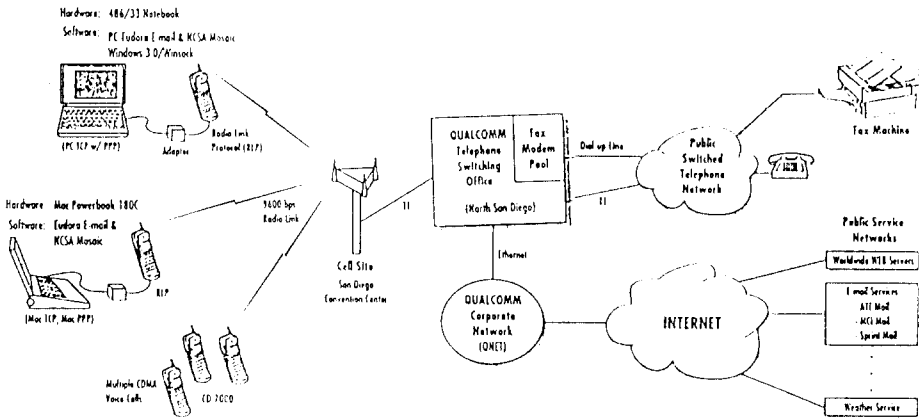 Hardware: 486/33 Notebook
Software: PC Eudora E-mail & NCSA Mosaic
Windows 3.0/Winsock
(PC TCP w/ PPP)
Adaptor
Radio Link
Protocol (RLP)
Hardware Mac Powerbook 180C
Software: Eudora E-mail &
NCSA Mosaic
RLP
(Mac TCP, Mac PPP)
Multiple CDMA
Voice Calls
CD 7000
9600 bps
Radio Link
Cell Site
San Diego
Convention Center
T1
QUALCOMM
Telephone
Switching
Office
(North San Diego)
Fax
Modem
Pool
Dial up Line
T1
Public
Switched
Telephone
Network
Fax Machine
Ethernet
QUALCOMM
Corporate
Network
(QNET)
INTERNET
Public Service
Networks
Worldwide WEB Servers
E-mail Services
- MCI Mail
- Sprint Mail
Weather Service